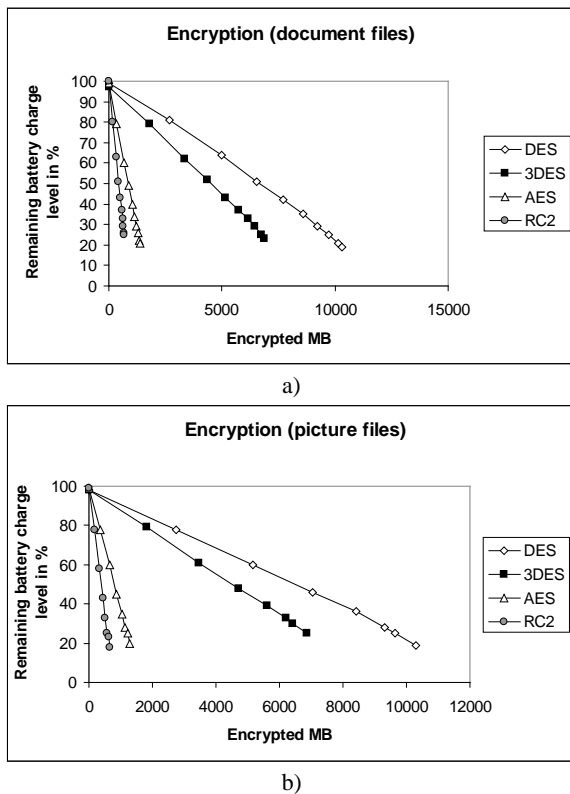 Encryption (document files)
Remaining battery charge
level in %
100
90
80
70
60
50
40
30
20
10
0
0 5000 10000 15000
Encrypted MB
DES
3DES
AES
RC2
a)
Encryption (picture files)
Remaining battery charge
level in %
100
80
60
40
20
0
0 2000 4000 6000 8000 10000 12000
Encrypted MB
DES
3DES
AES
RC2
b)